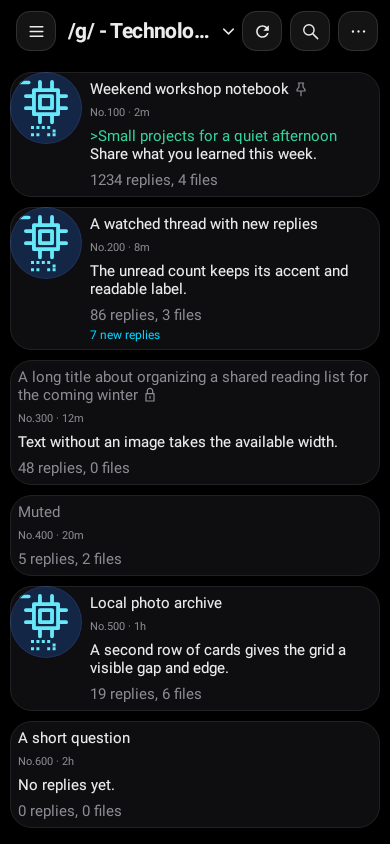 /g/ - Technolo...
Weekend workshop notebook
No.100 · 2m
>Small projects for a quiet afternoon
Share what you learned this week.
1234 replies, 4 files
A watched thread with new replies
No.200 · 8m
The unread count keeps its accent and
readable label.
86 replies, 3 files
7 new replies
A long title about organizing a shared reading list for
the coming winter
No.300 · 12m
Text without an image takes the available width.
48 replies, 0 files
Muted
No.400 · 20m
5 replies, 2 files
Local photo archive
No.500 · 1h
A second row of cards gives the grid a
visible gap and edge.
19 replies, 6 files
A short question
No.600 · 2h
No replies yet.
0 replies, 0 files